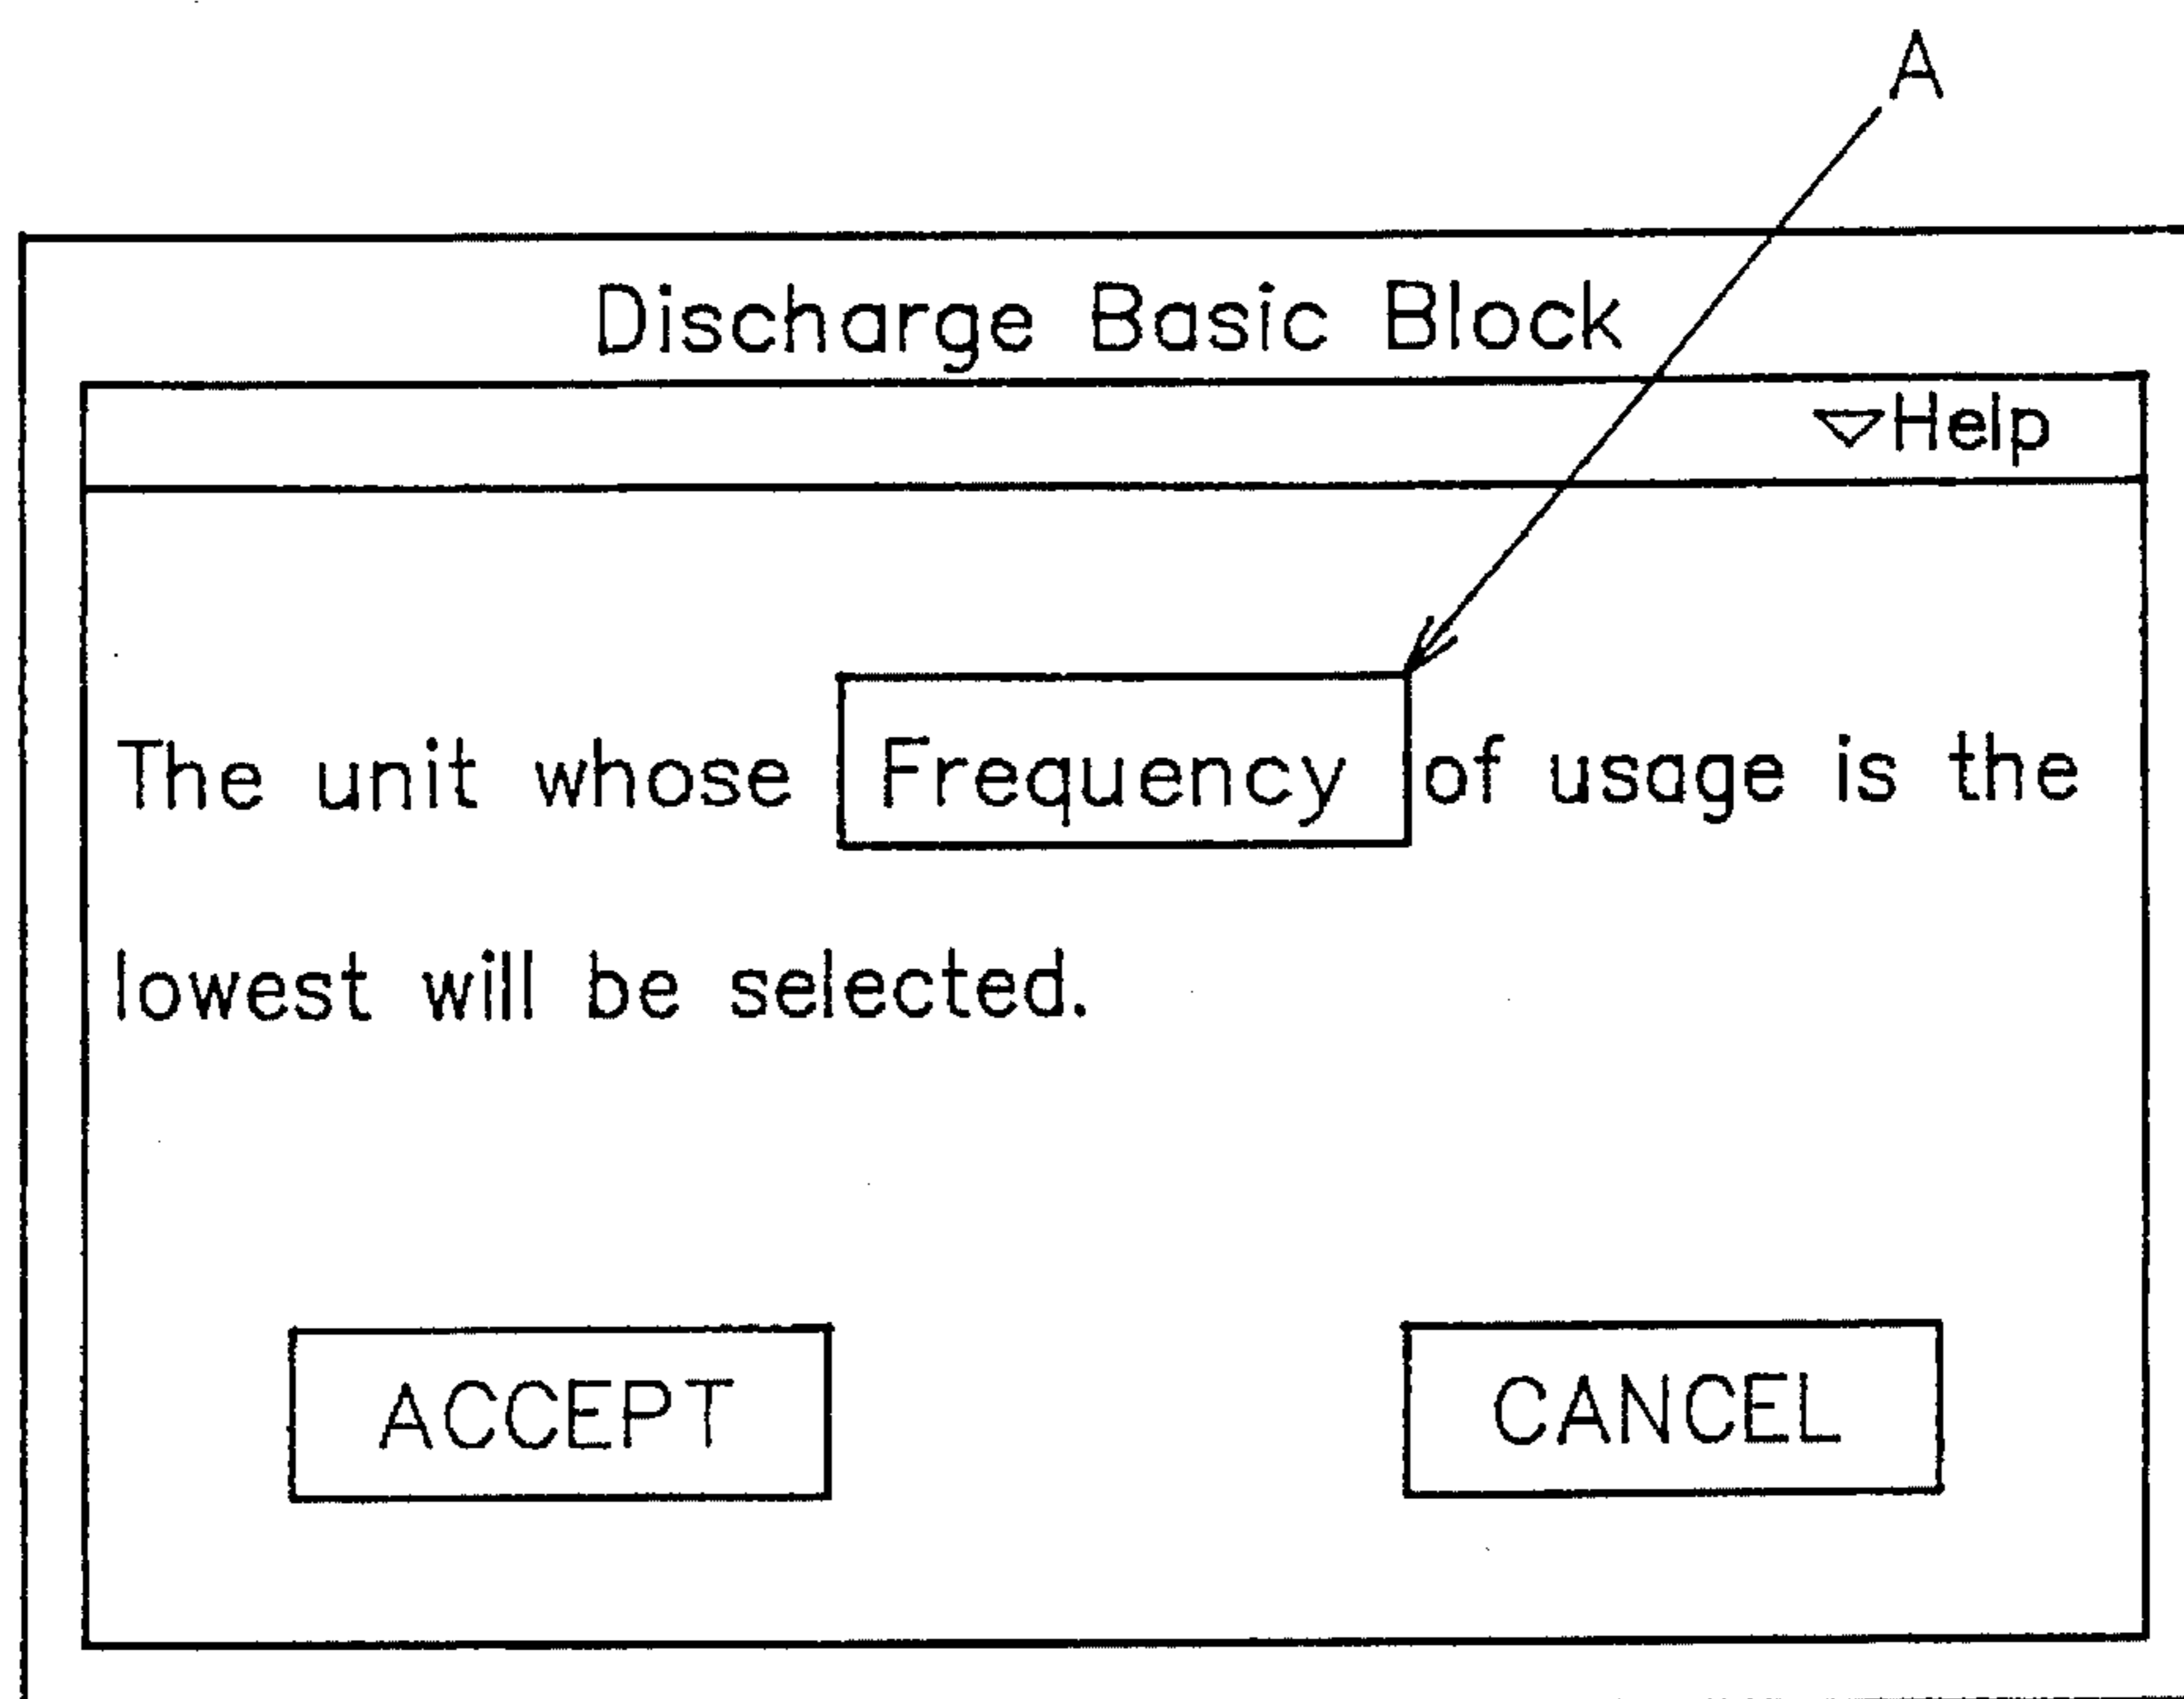 A
Discharge Basic Block
▽Help
The unit whose Frequency of usage is the
lowest will be selected.
ACCEPT CANCEL